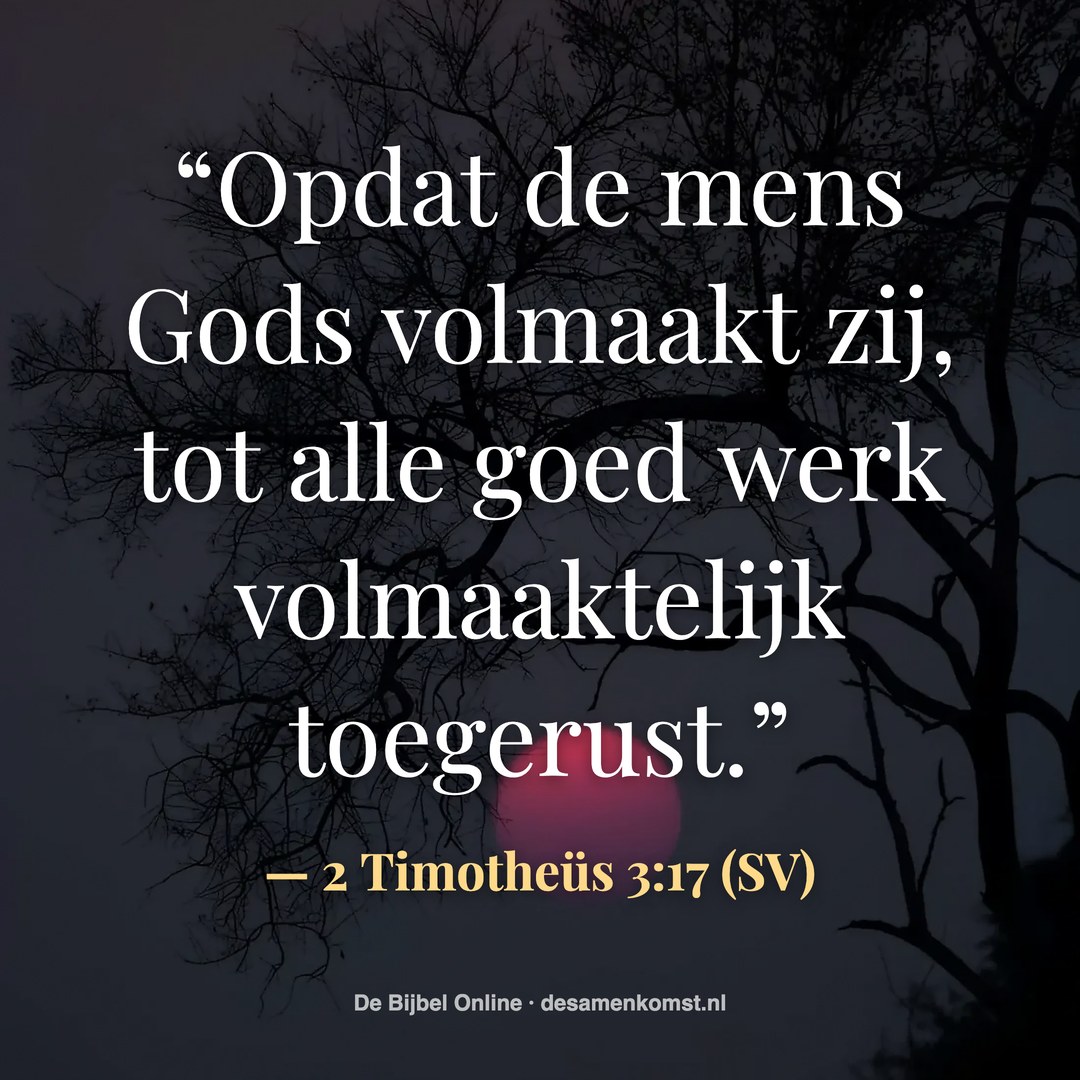 “Opdat de mens
Gods volmaakt zij,
tot alle goed werk
volmaaktelijk
toegerust.”
— 2 Timotheüs 3:17 (SV)
De Bijbel Online · desamenkomst.nl